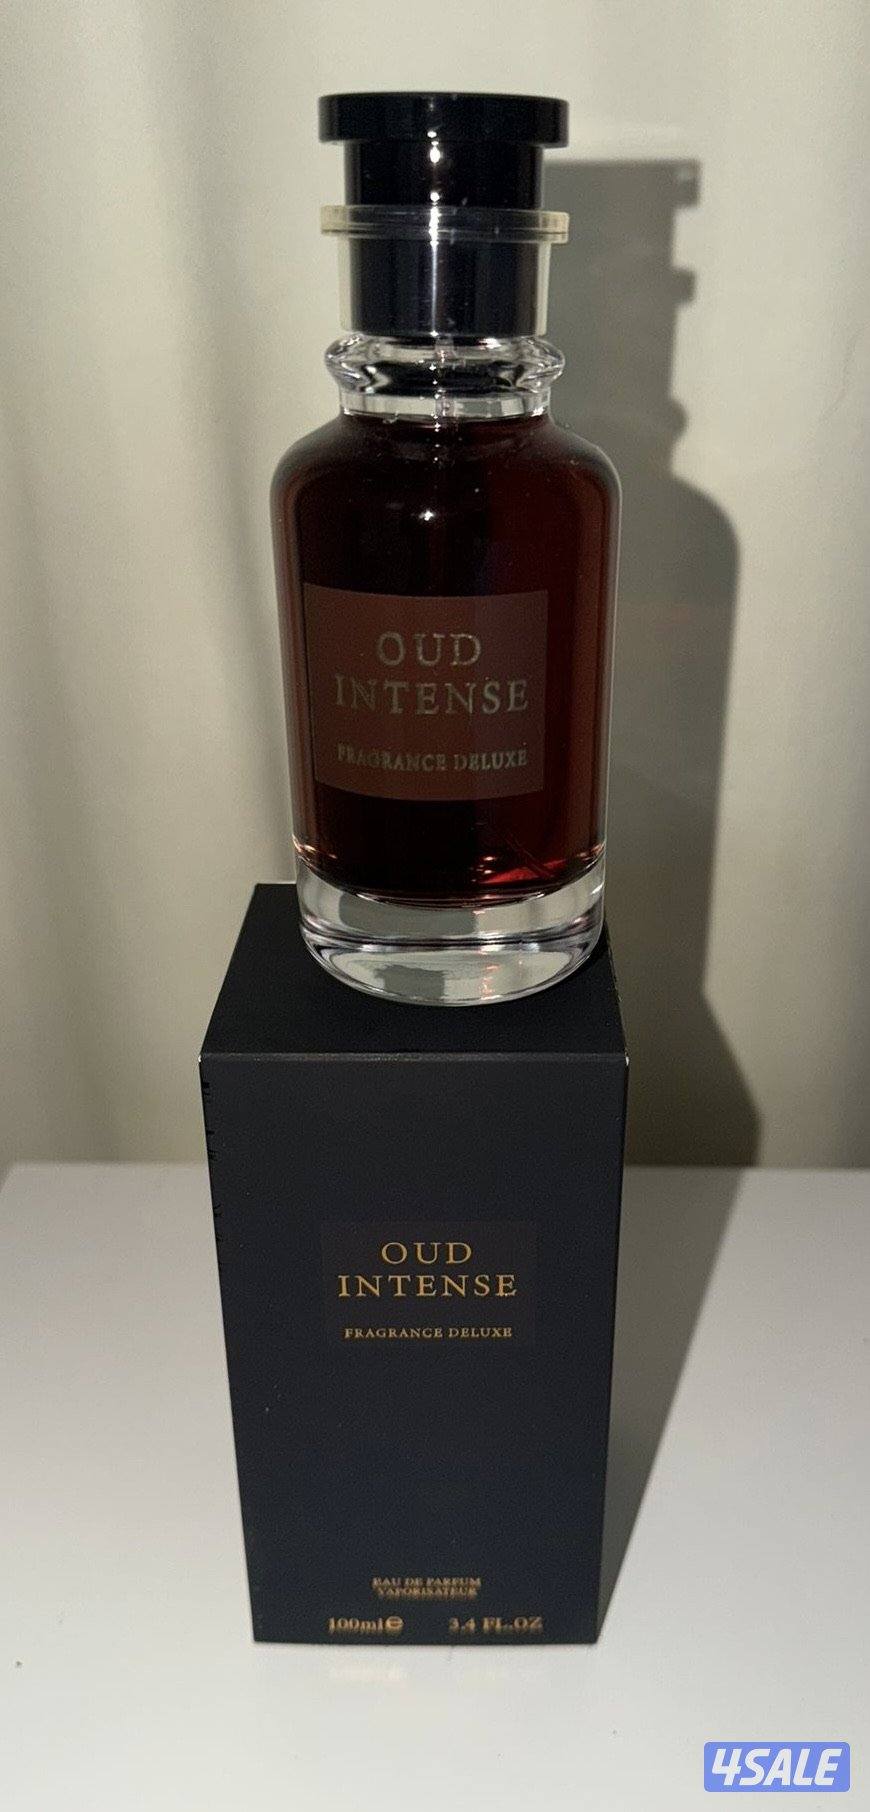 OUD
INTENSE
FRAGRANCE DELUXE
OUD
INTENSE
FRAGRANCE DELUXE
EAU DE PARFUM
VAPORISATEUR
100ml e 3.4 FL.OZ
4SALE